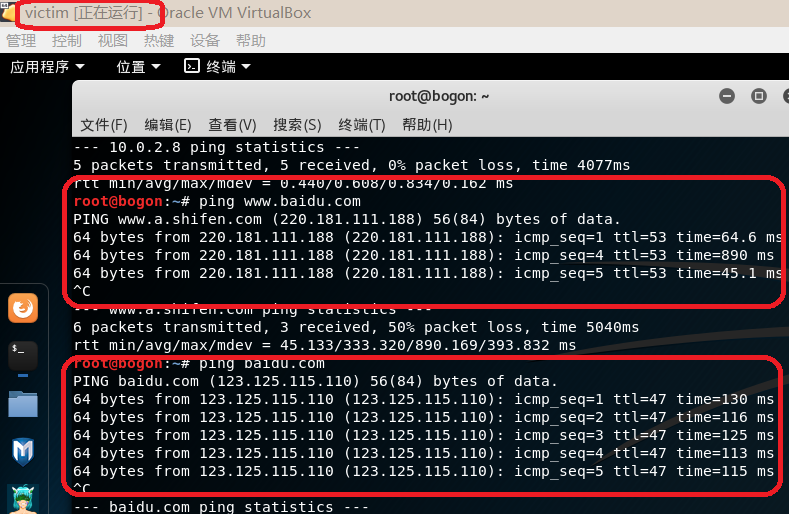 victim [正在运行] - Oracle VM VirtualBox
管理 控制 视图 热键 设备 帮助
应用程序 位置 终端
root@bogon: ~
文件(F) 编辑(E) 查看(V) 搜索(S) 终端(T) 帮助(H)
--- 10.0.2.8 ping statistics ---
5 packets transmitted, 5 received, 0% packet loss, time 4077ms
rtt min/avg/max/mdev = 0.440/0.608/0.834/0.162 ms
root@bogon:~# ping www.baidu.com
PING www.a.shifen.com (220.181.111.188) 56(84) bytes of data.
64 bytes from 220.181.111.188 (220.181.111.188): icmp_seq=1 ttl=53 time=64.6 ms
64 bytes from 220.181.111.188 (220.181.111.188): icmp_seq=4 ttl=53 time=890 ms
64 bytes from 220.181.111.188 (220.181.111.188): icmp_seq=5 ttl=53 time=45.1 ms
^C
--- www.a.shifen.com ping statistics ---
6 packets transmitted, 3 received, 50% packet loss, time 5040ms
rtt min/avg/max/mdev = 45.133/333.320/890.169/393.832 ms
root@bogon:~# ping baidu.com
PING baidu.com (123.125.115.110) 56(84) bytes of data.
64 bytes from 123.125.115.110 (123.125.115.110): icmp_seq=1 ttl=47 time=130 ms
64 bytes from 123.125.115.110 (123.125.115.110): icmp_seq=2 ttl=47 time=116 ms
64 bytes from 123.125.115.110 (123.125.115.110): icmp_seq=3 ttl=47 time=125 ms
64 bytes from 123.125.115.110 (123.125.115.110): icmp_seq=4 ttl=47 time=113 ms
64 bytes from 123.125.115.110 (123.125.115.110): icmp_seq=5 ttl=47 time=115 ms
^C
--- baidu.com ping statistics ---